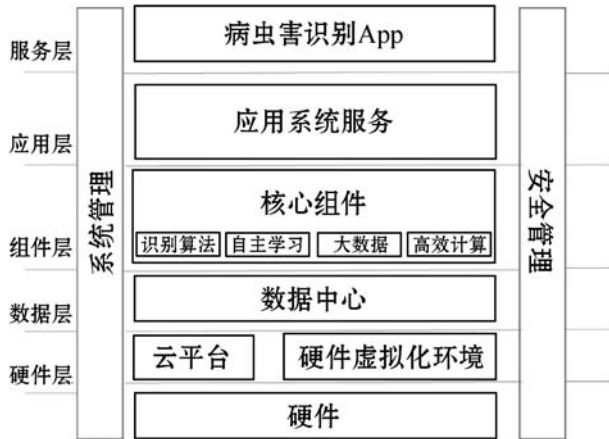 服务层
病虫害识别App
应用层
应用系统服务
系统管理
安全管理
核心组件
组件层
识别算法 自主学习 大数据 高效计算
数据层
数据中心
硬件层
云平台 硬件虚拟化环境
硬件